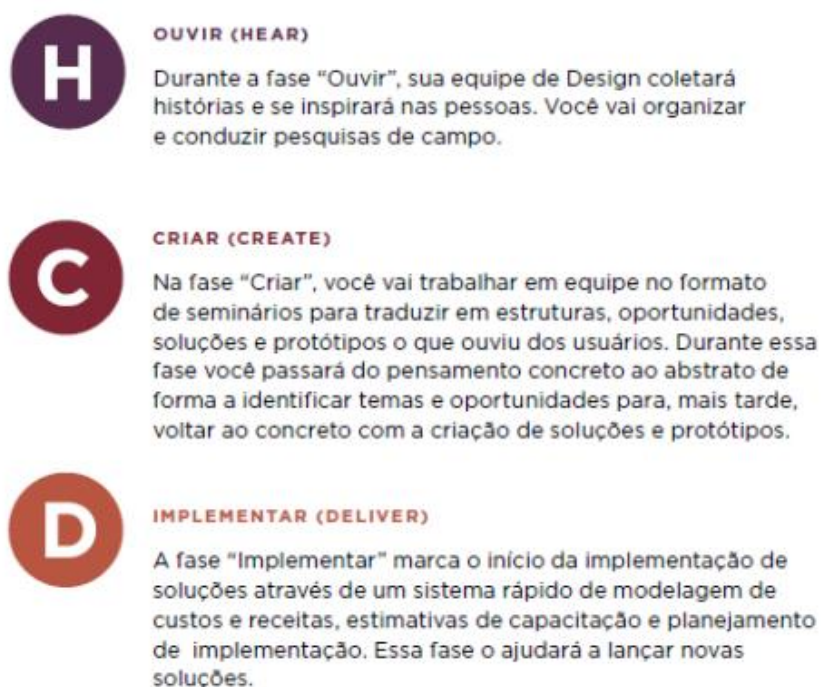 H
OUVIR (HEAR)
Durante a fase “Ouvir”, sua equipe de Design coletará
histórias e se inspirará nas pessoas. Você vai organizar
e conduzir pesquisas de campo.
C
CRIAR (CREATE)
Na fase “Criar”, você vai trabalhar em equipe no formato
de seminários para traduzir em estruturas, oportunidades,
soluções e protótipos o que ouviu dos usuários. Durante essa
fase você passará do pensamento concreto ao abstrato de
forma a identificar temas e oportunidades para, mais tarde,
voltar ao concreto com a criação de soluções e protótipos.
D
IMPLEMENTAR (DELIVER)
A fase “Implementar” marca o início da implementação de
soluções através de um sistema rápido de modelagem de
custos e receitas, estimativas de capacitação e planejamento
de implementação. Essa fase o ajudará a lançar novas
soluções.